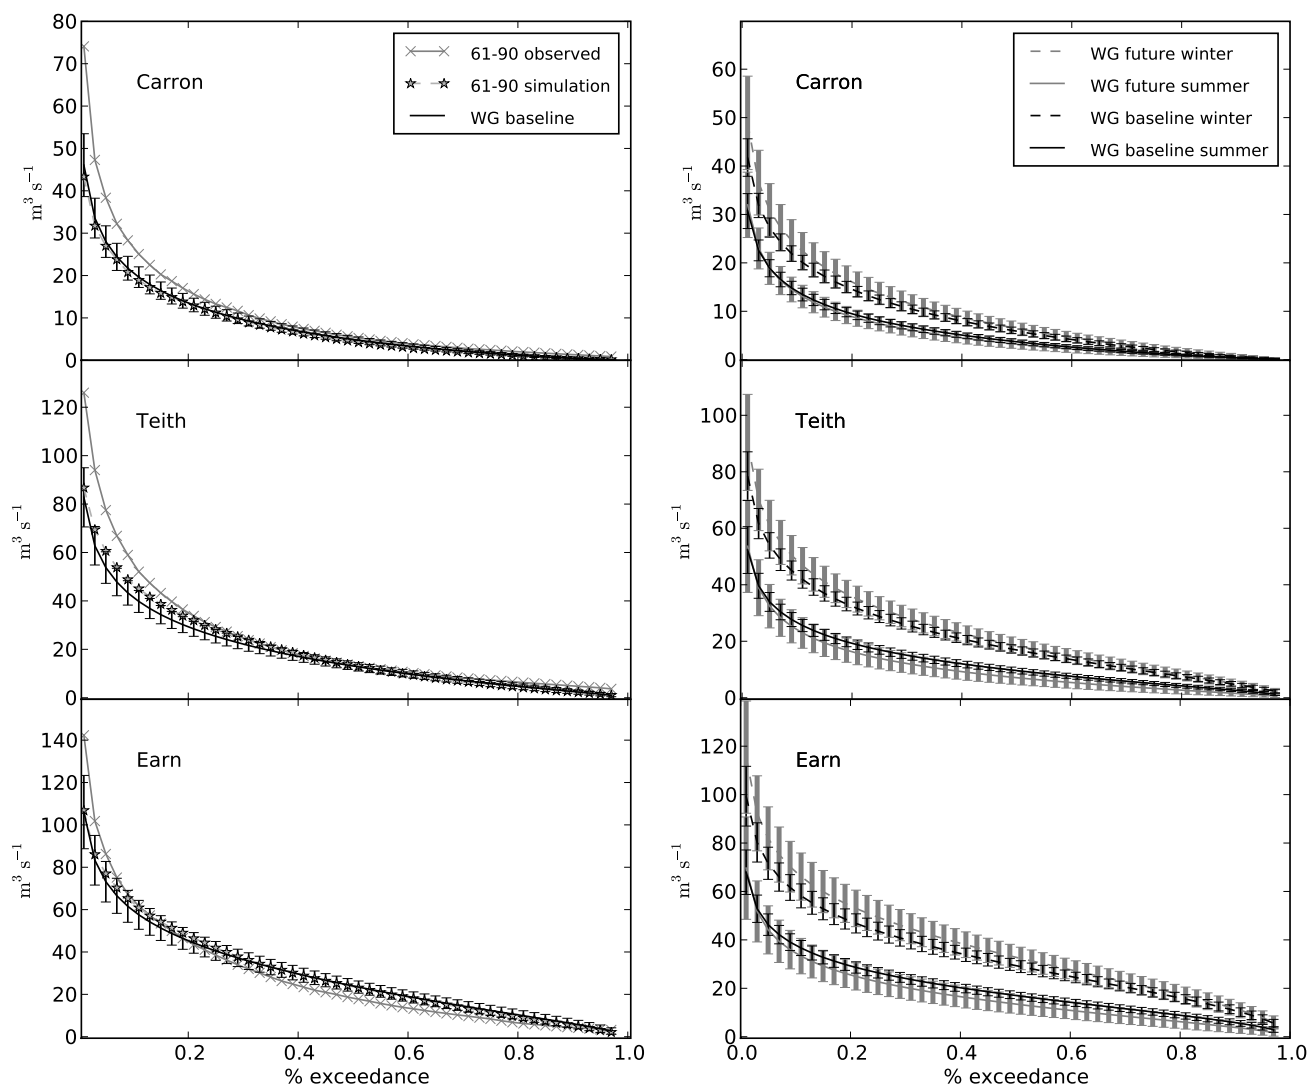 80
70
60
50
40
30
20
10
0
m³ s⁻¹
Carron
61-90 observed
61-90 simulation
WG baseline
60
50
40
30
20
10
0
m³ s⁻¹
Carron
WG future winter
WG future summer
WG baseline winter
WG baseline summer
120
100
80
60
40
20
0
m³ s⁻¹
Teith
100
80
60
40
20
0
m³ s⁻¹
Teith
140
120
100
80
60
40
20
0
m³ s⁻¹
Earn
0.2 0.4 0.6 0.8 1.0
% exceedance
120
100
80
60
40
20
0
m³ s⁻¹
Earn
0.0 0.2 0.4 0.6 0.8 1.0
% exceedance